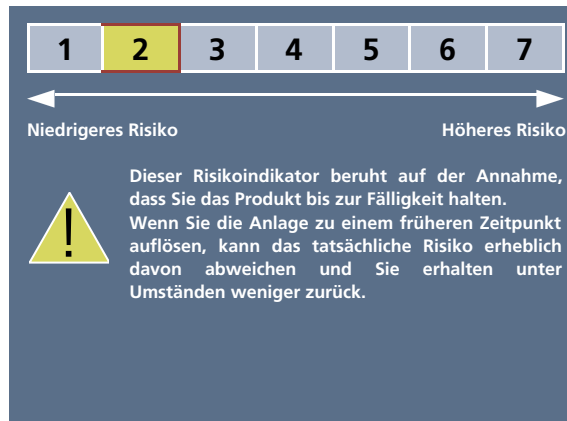 1 2 3 4 5 6 7
Niedrigeres Risiko Höheres Risiko
Dieser Risikoindikator beruht auf der Annahme,
dass Sie das Produkt bis zur Fälligkeit halten.
Wenn Sie die Anlage zu einem früheren Zeitpunkt
auflösen, kann das tatsächliche Risiko erheblich
davon abweichen und Sie erhalten unter
Umständen weniger zurück.
!